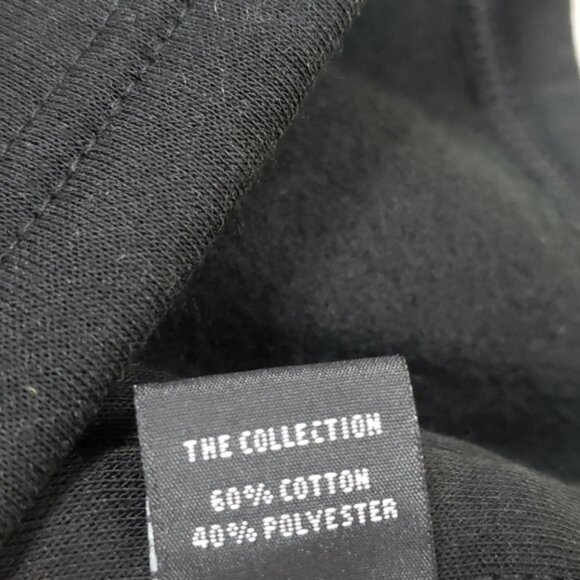 THE COLLECTION
60% COTTON
40% POLYESTER